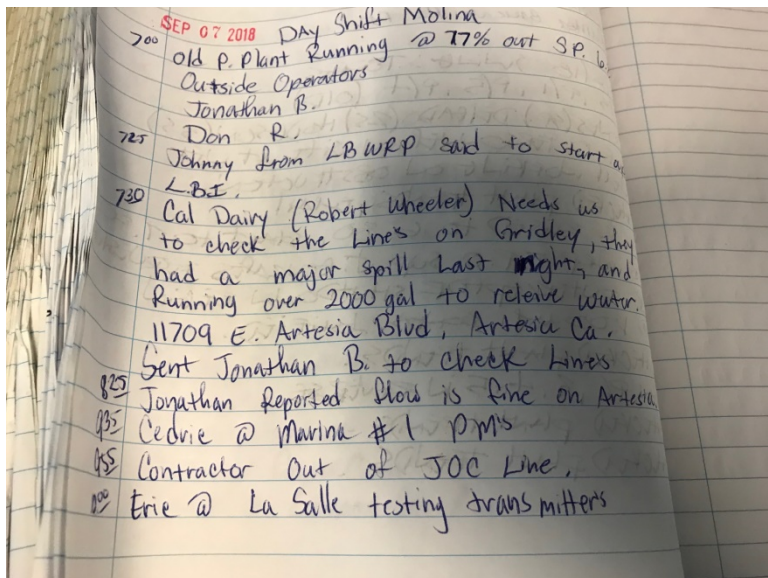 SEP 07 2018 DAY Shift Molina
700 Old P. Plant Running @ 77% out S.P. 6.
Outside Operators
Jonathan B.
Don R.
725 Johnny from LBWRP said to start a
L.B.I.
730 Cal Dairy (Robert Wheeler) Needs us
to check the Line's on Gridley, they
had a major spill Last night, and
Running over 2000 gal to releive water.
11709 E. Artesia Blvd, Artesia Ca.
Sent Jonathan B. to check Lines
825 Jonathan Reported flow is fine on Artesia
935 Cedric @ Marina #1 PM's
955 Contractor Out of JOC Line.
Eric @ La Salle testing transmitters